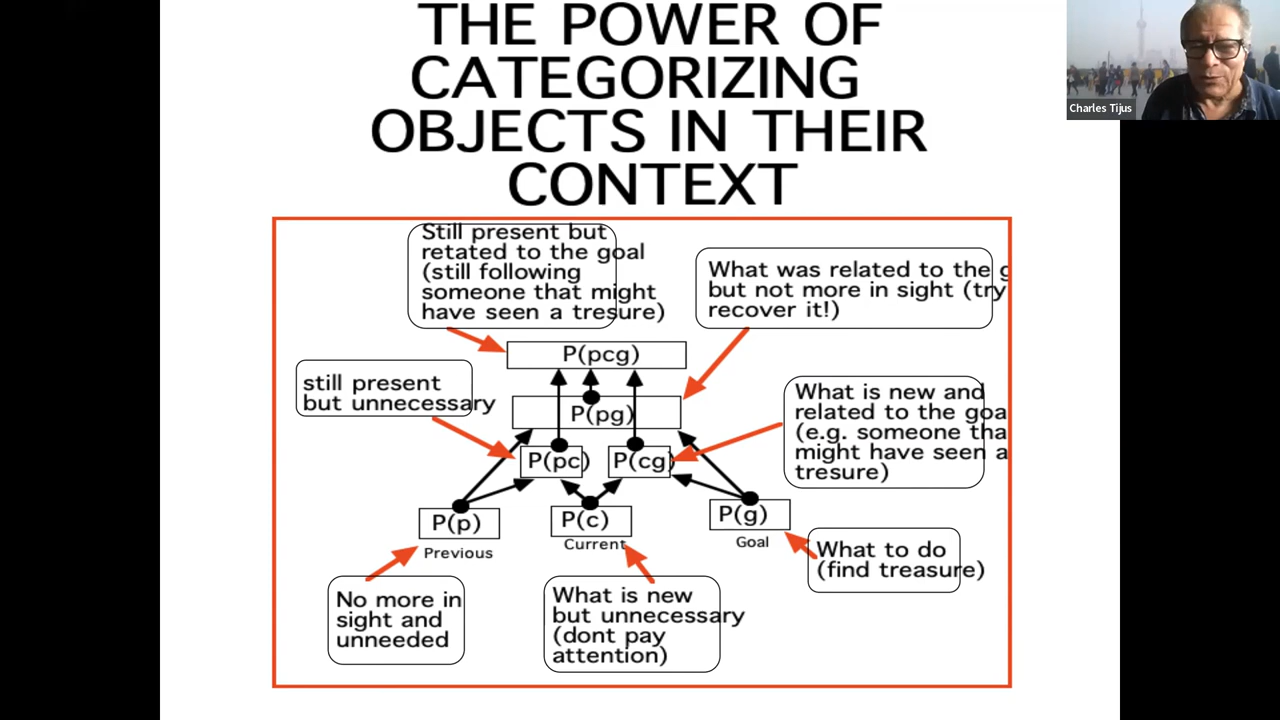 THE POWER OF
CATEGORIZING
OBJECTS IN THEIR
CONTEXT
Charles Tijus
Still present but
retated to the goal
(still following
someone that might
have seen a tresure)
What was related to the g
but not more in sight (try
recover it!)
P(pcg)
still present
but unnecessary
P(pg)
What is new and
related to the goa
(e.g. someone tha
might have seen a
tresure)
P(pc)
P(cg)
P(p)
Previous
P(c)
Current
P(g)
Goal
What to do
(find treasure)
No more in
sight and
unneeded
What is new
but unnecessary
(dont pay
attention)